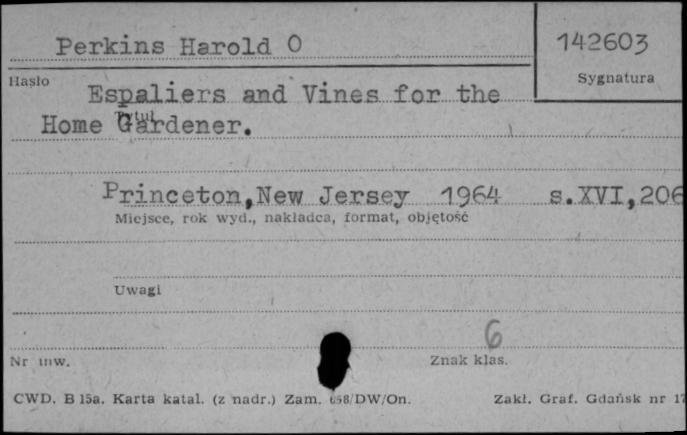 Perkins Harold O 142603
Hasło Sygnatura
Espaliers and Vines for the
Tytuł
Home Gardener.
Princeton,New Jersey 1964 s.XVI,206
Miejsce, rok wyd., nakładca, format, objętość
Uwagi
6
Nr inw. Znak klas.
CWD. B 15a. Karta katal. (z nadr.) Zam. 658/DW/On. Zakł. Graf. Gdańsk nr 17